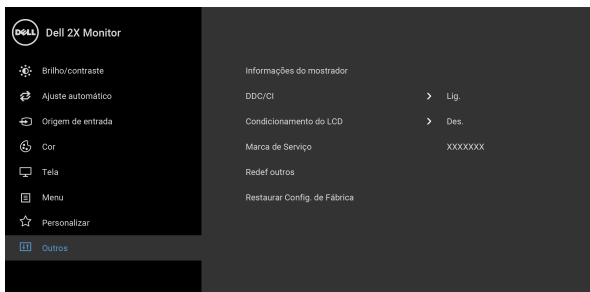 DELL Dell 2X Monitor
Brilho/contraste
Informações do mostrador
Ajuste automático
DDC/CI > Lig.
Origem de entrada
Condicionamento do LCD > Des.
Cor
Marca de Serviço XXXXXXX
Tela
Redef outros
Menu
Restaurar Config. de Fábrica
Personalizar
Outros